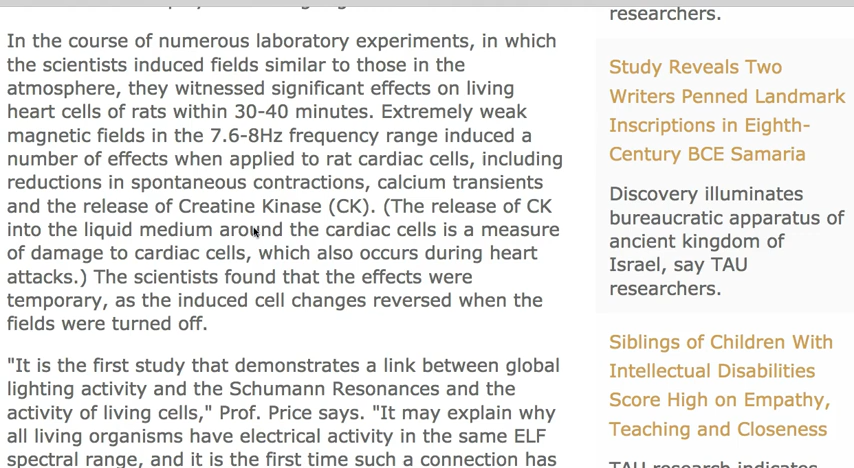 In the course of numerous laboratory experiments, in which
the scientists induced fields similar to those in the
atmosphere, they witnessed significant effects on living
heart cells of rats within 30-40 minutes. Extremely weak
magnetic fields in the 7.6-8Hz frequency range induced a
number of effects when applied to rat cardiac cells, including
reductions in spontaneous contractions, calcium transients
and the release of Creatine Kinase (CK). (The release of CK
into the liquid medium around the cardiac cells is a measure
of damage to cardiac cells, which also occurs during heart
attacks.) The scientists found that the effects were
temporary, as the induced cell changes reversed when the
fields were turned off.
"It is the first study that demonstrates a link between global
lighting activity and the Schumann Resonances and the
activity of living cells," Prof. Price says. "It may explain why
all living organisms have electrical activity in the same ELF
spectral range, and it is the first time such a connection has
researchers.
Study Reveals Two
Writers Penned Landmark
Inscriptions in Eighth-
Century BCE Samaria
Discovery illuminates
bureaucratic apparatus of
ancient kingdom of
Israel, say TAU
researchers.
Siblings of Children With
Intellectual Disabilities
Score High on Empathy,
Teaching and Closeness
TAU research indicates